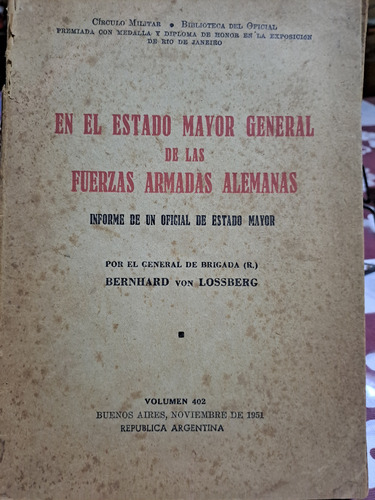 Círculo Militar • Biblioteca del Oficial
Premiada con medalla y diploma de honor en la exposición
de Rio de Janeiro
EN EL ESTADO MAYOR GENERAL
DE LAS
FUERZAS ARMADAS ALEMANAS
INFORME DE UN OFICIAL DE ESTADO MAYOR
POR EL GENERAL DE BRIGADA (R.)
BERNHARD VON LOSSBERG
VOLUMEN 402
BUENOS AIRES, NOVIEMBRE DE 1951
REPUBLICA ARGENTINA